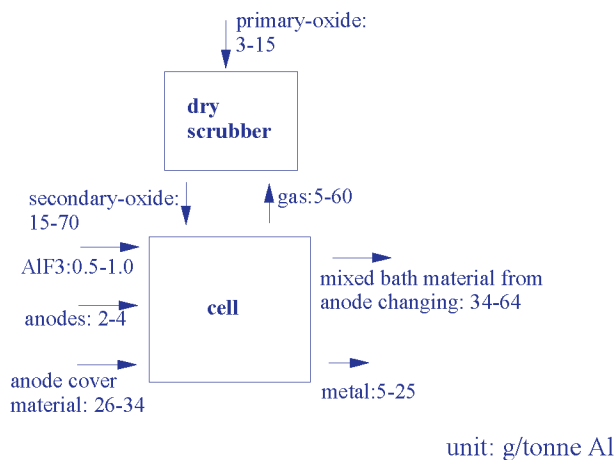 primary-oxide:
3-15
dry
scrubber
secondary-oxide:
15-70
gas:5-60
AlF3:0.5-1.0
anodes: 2-4
anode cover
material: 26-34
cell
mixed bath material from
anode changing: 34-64
metal:5-25
unit: g/tonne Al